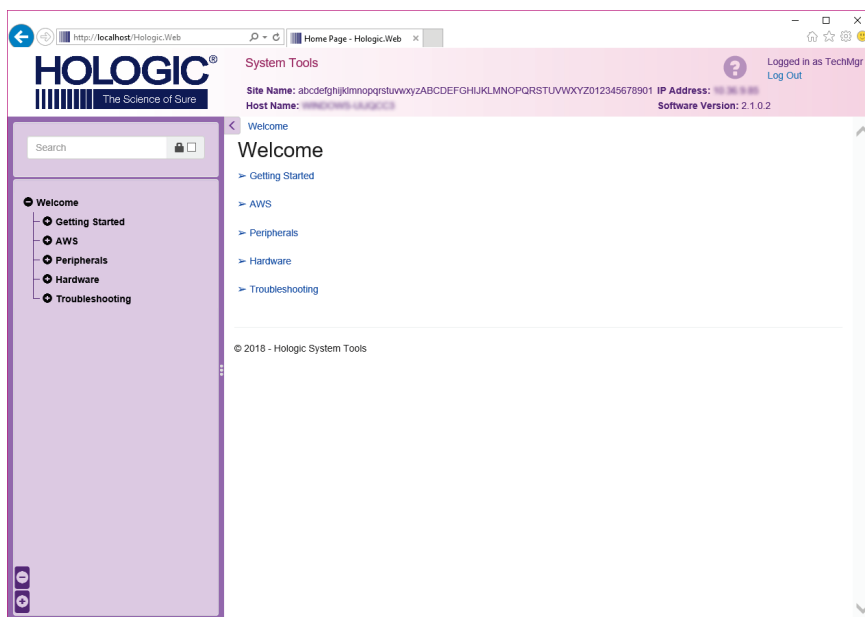 http://localhost/Hologic.Web
Home Page - Hologic.Web
HOLOGIC®
The Science of Sure
System Tools
Logged in as TechMgr
Log Out
Site Name: abcdefghijklmnopqrstuvwxyzABCDEFGHIJKLMNOPQRSTUVWXYZ012345678901 IP Address:
Host Name:
Software Version: 2.1.0.2
Search
Welcome
Getting Started
AWS
Peripherals
Hardware
Troubleshooting
Welcome
Welcome
➢ Getting Started
➢ AWS
➢ Peripherals
➢ Hardware
➢ Troubleshooting
© 2018 - Hologic System Tools